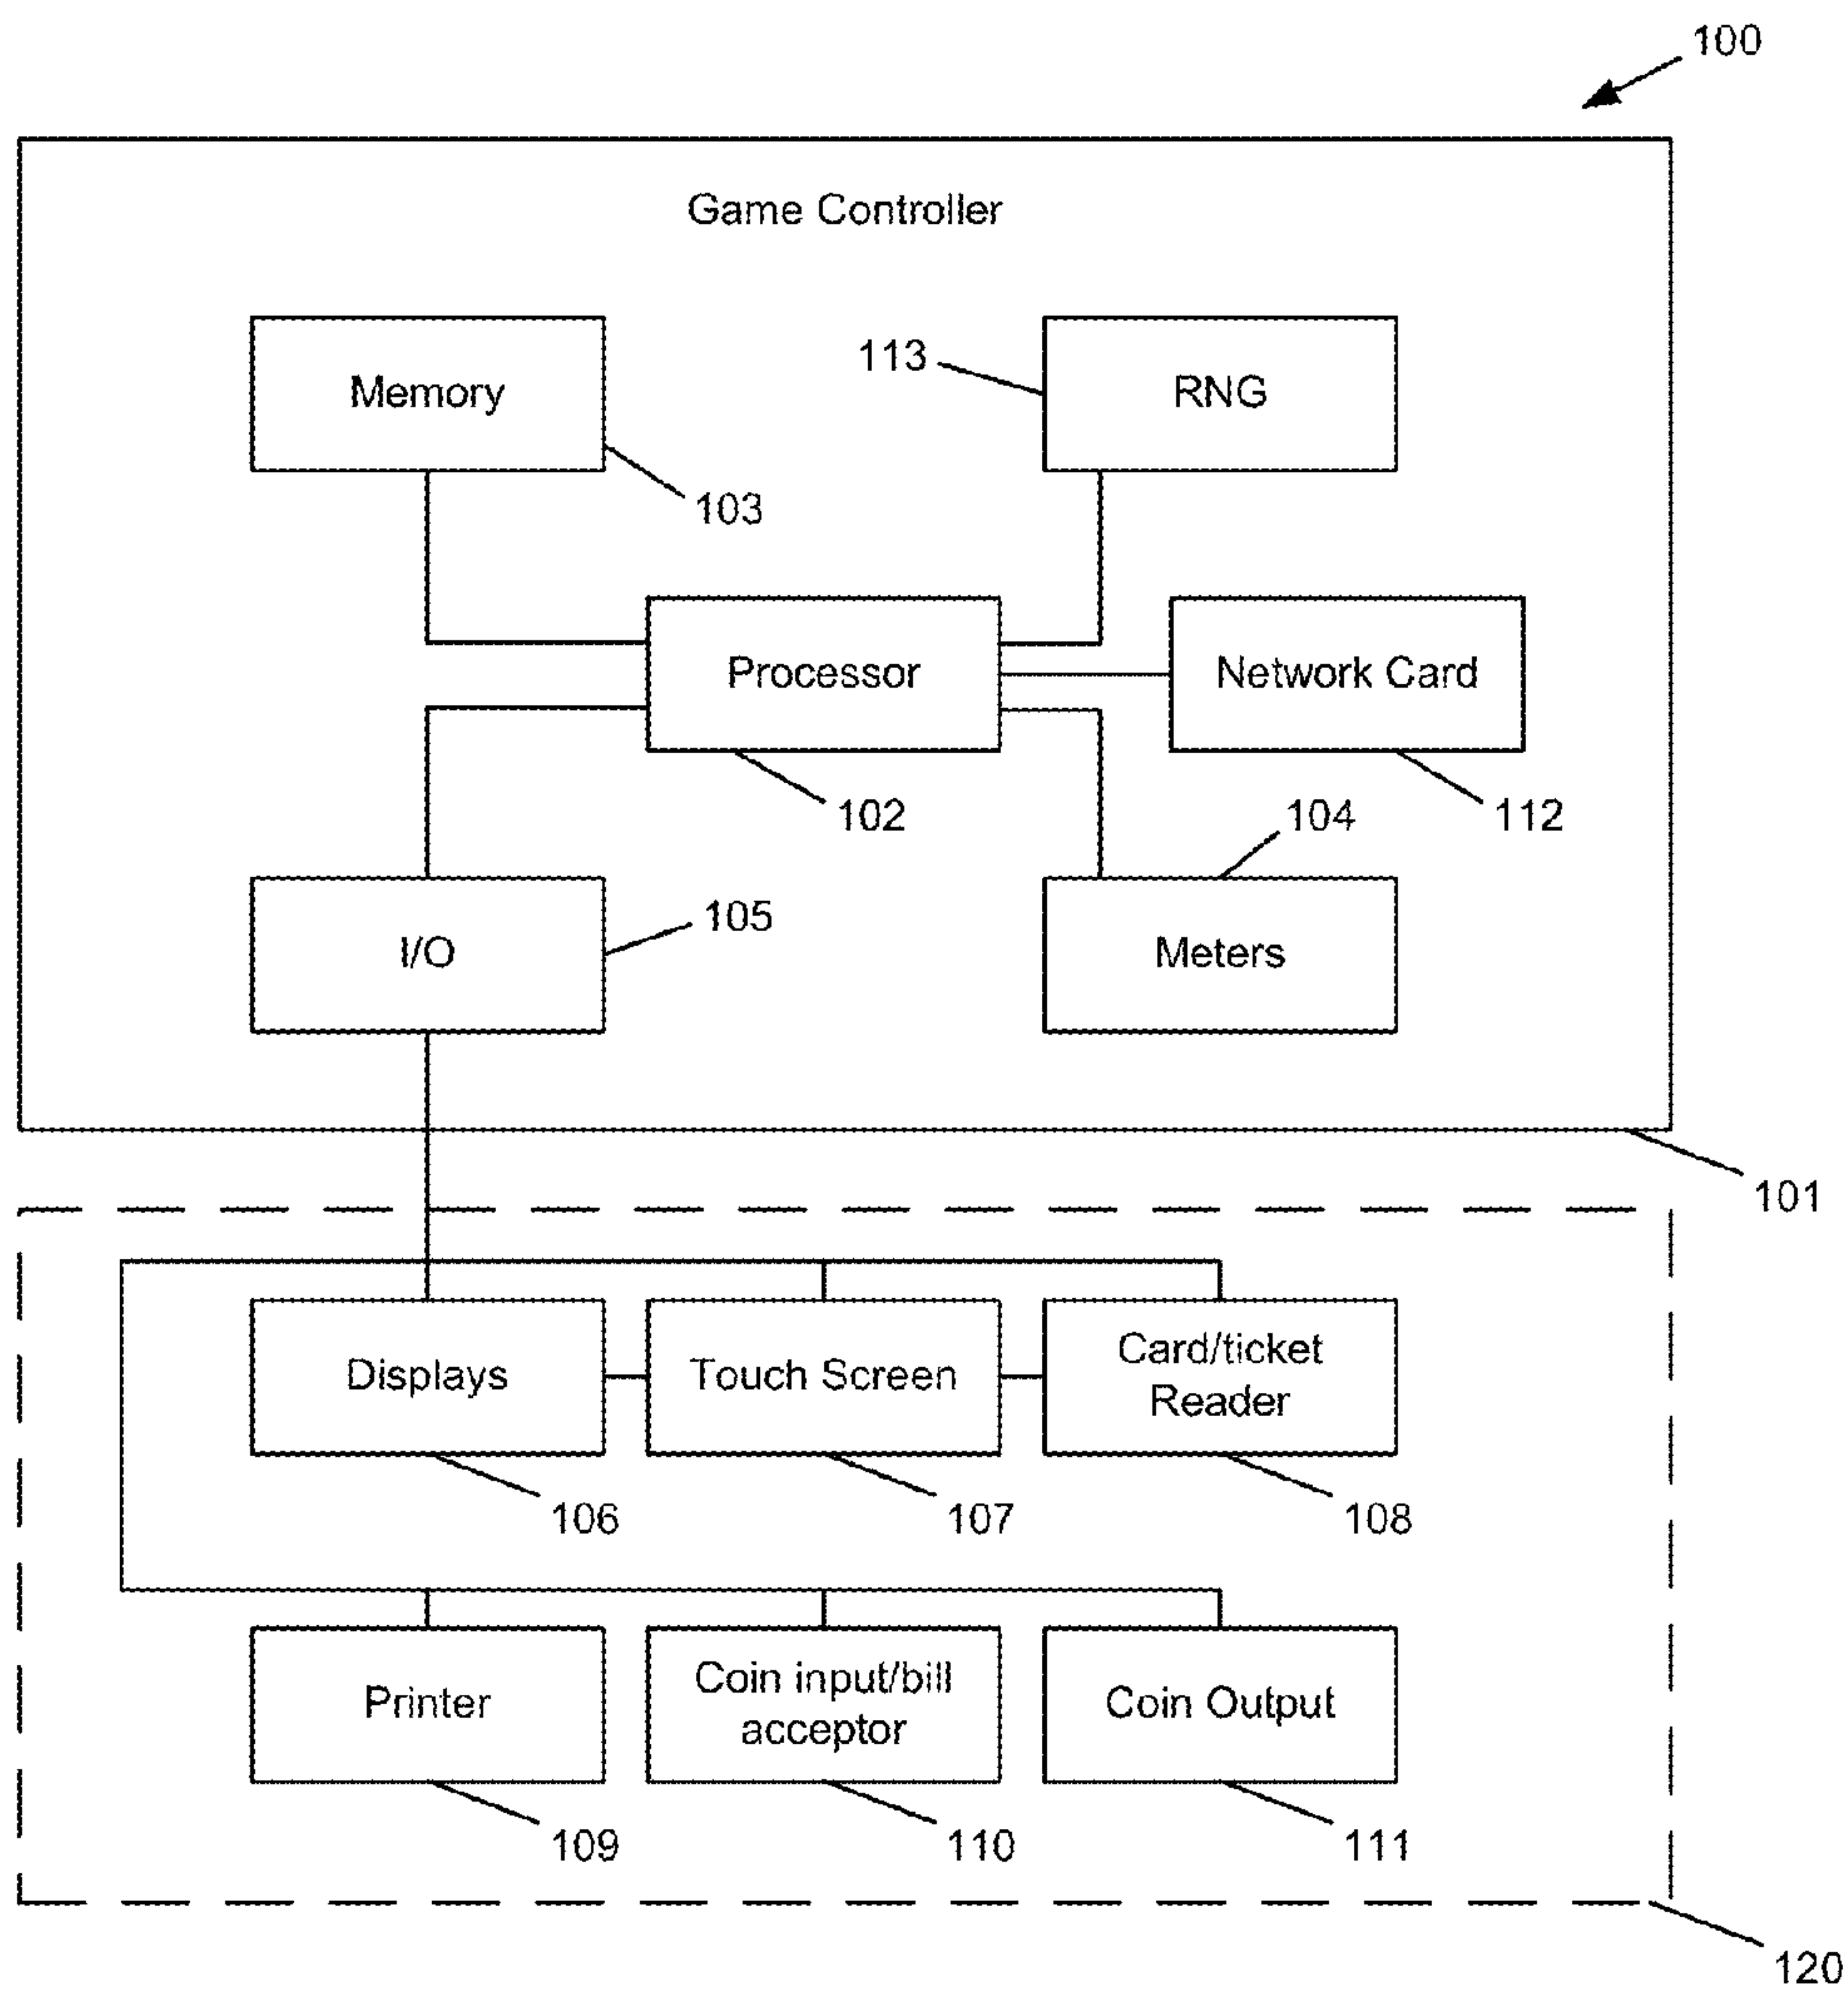 100
Game Controller
Memory
113
RNG
103
Processor
Network Card
102
104
112
I/O
105
Meters
101
Displays
Touch Screen
Card/ticket
Reader
106
107
108
Printer
Coin input/bill
acceptor
Coin Output
109
110
111
120